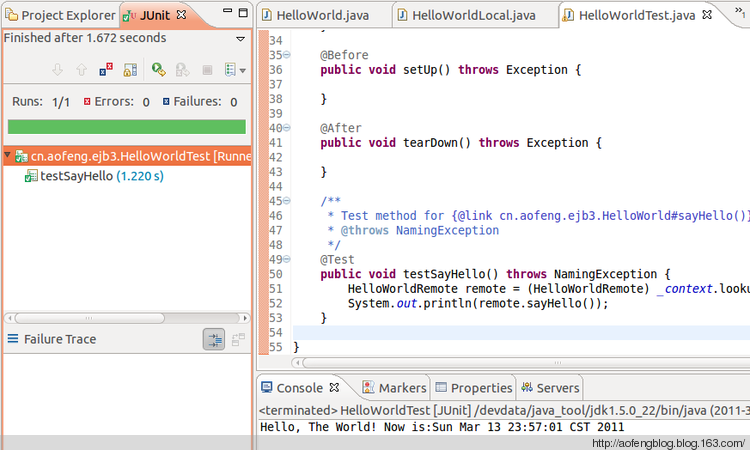 Project Explorer
JUnit
Finished after 1.672 seconds
Runs: 1/1
Errors: 0
Failures: 0
cn.aofeng.ejb3.HelloWorldTest [Runne
testSayHello (1.220 s)
Failure Trace
HelloWorld.java
HelloWorldLocal.java
HelloWorldTest.java
»1
34
35 @Before
36 public void setUp() throws Exception {
37
38 }
39
40 @After
41 public void tearDown() throws Exception {
42
43 }
44
45 /**
46 * Test method for {@link cn.aofeng.ejb3.HelloWorld#sayHello()}
47 * @throws NamingException
48 */
49 @Test
50 public void testSayHello() throws NamingException {
51 HelloWorldRemote remote = (HelloWorldRemote) _context.looku
52 System.out.println(remote.sayHello());
53 }
54
55 }
Console
Markers
Properties
Servers
<terminated> HelloWorldTest [JUnit] /devdata/java_tool/jdk1.5.0_22/bin/java (2011-3
Hello, The World! Now is:Sun Mar 13 23:57:01 CST 2011
http://aofengblog.blog.163.com/